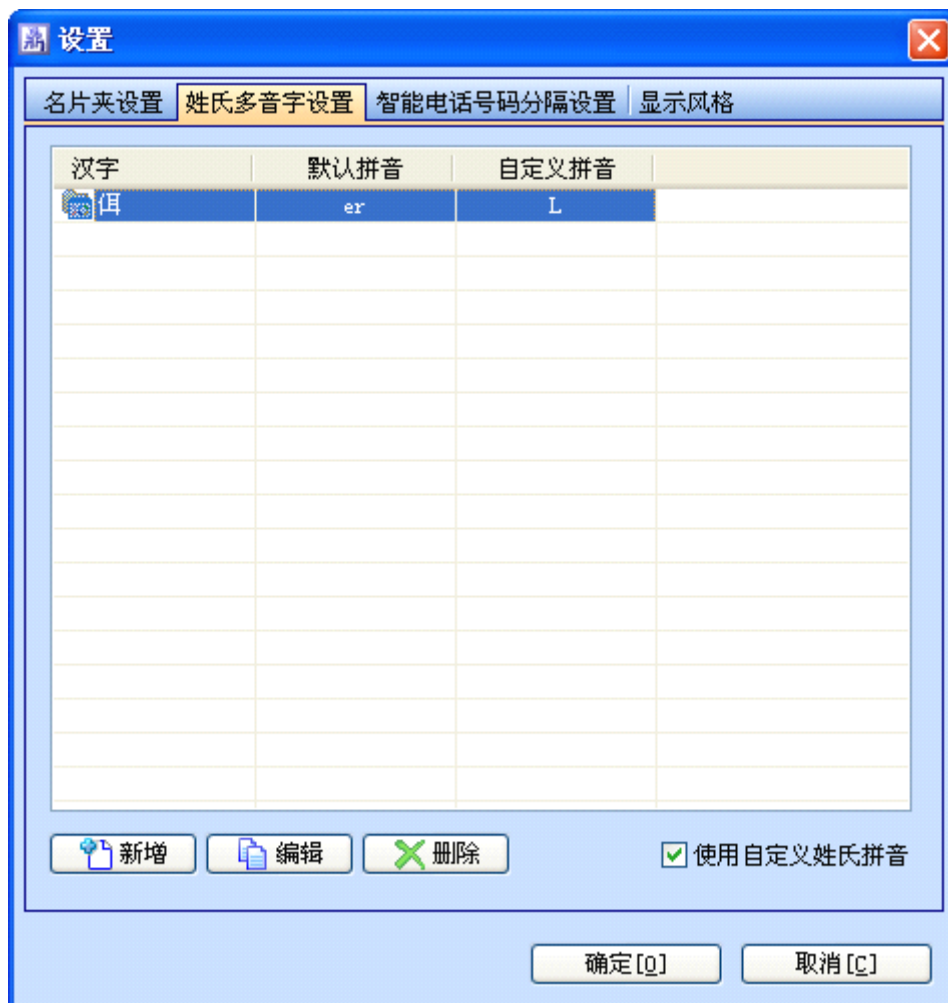 设置
名片夹设置 姓氏多音字设置 智能电话号码分隔设置 显示风格
汉字 默认拼音 自定义拼音
佴 er L
新增 编辑 删除 使用自定义姓氏拼音
确定[O] 取消[C]